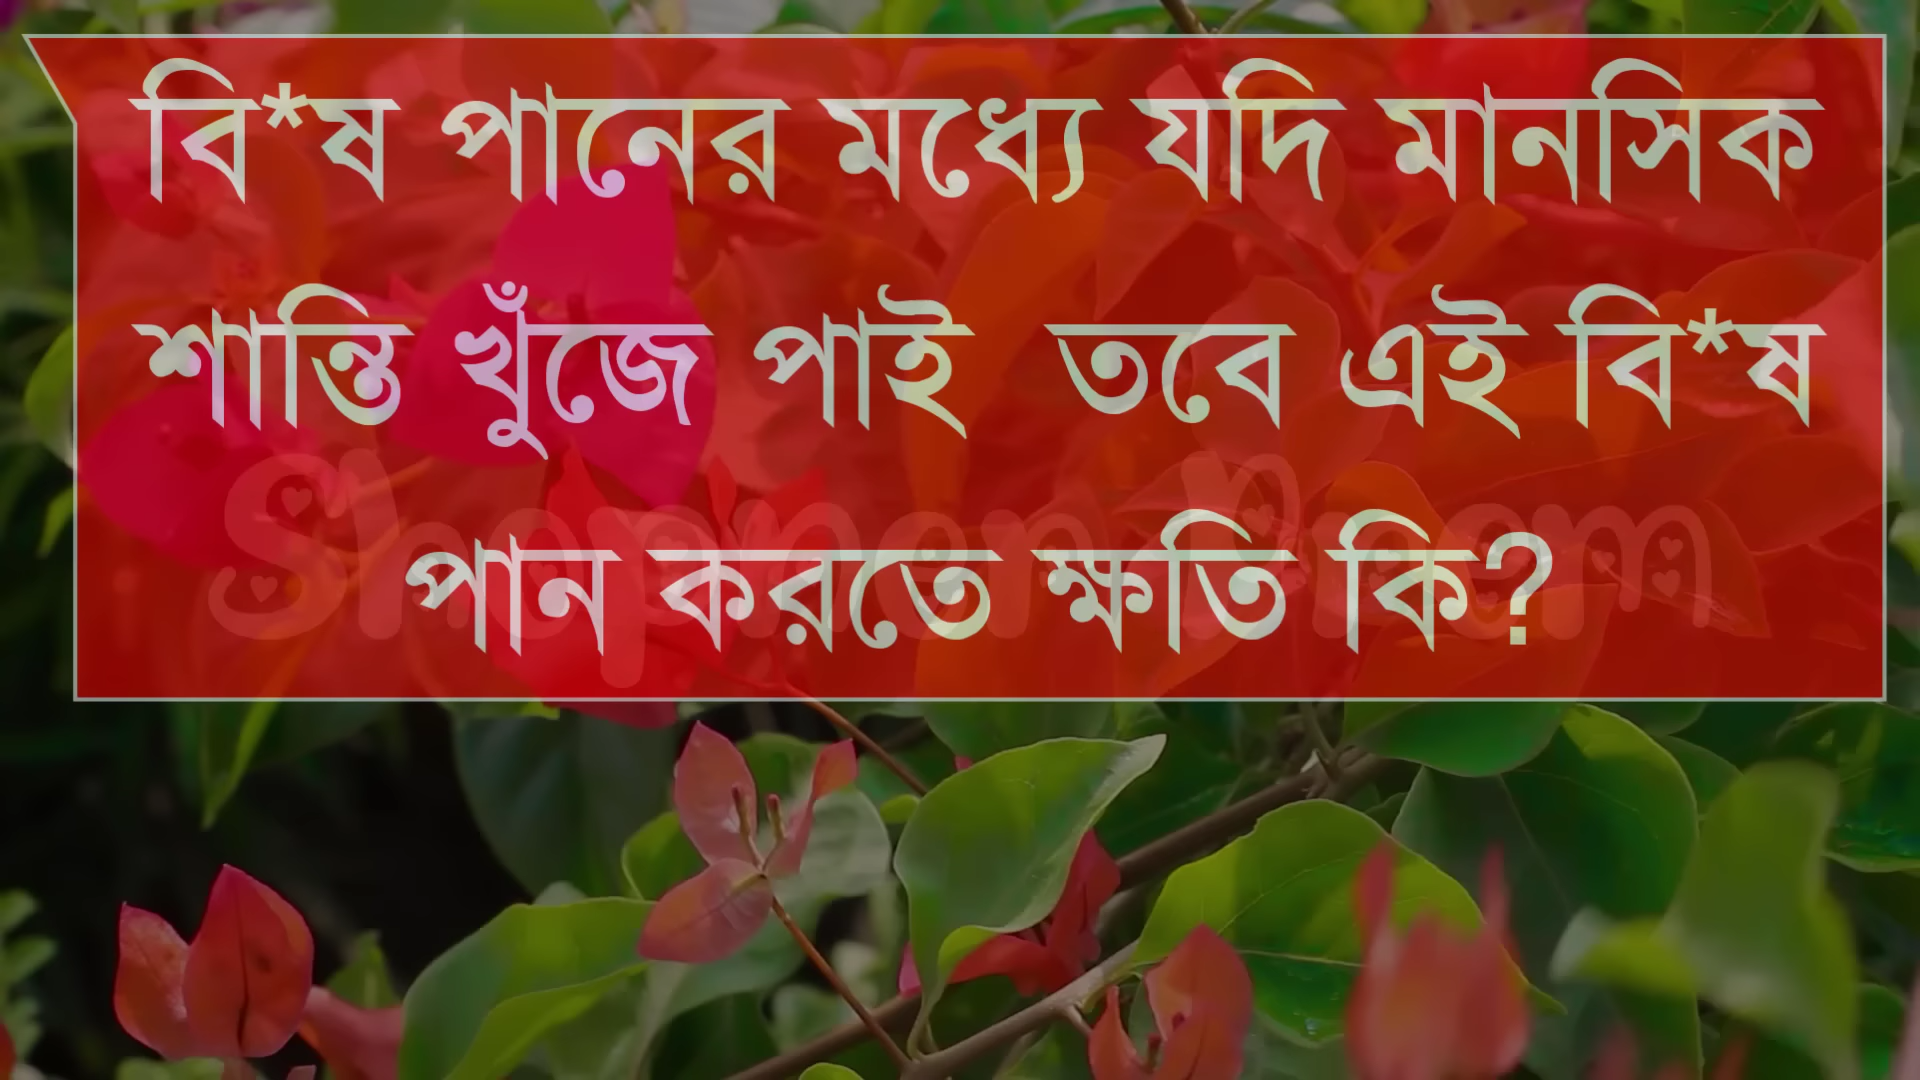 বি*ষ পানের মধ্যে যদি মানসিক
শান্তি খুঁজে পাই তবে এই বি*ষ
পান করতে ক্ষতি কি?